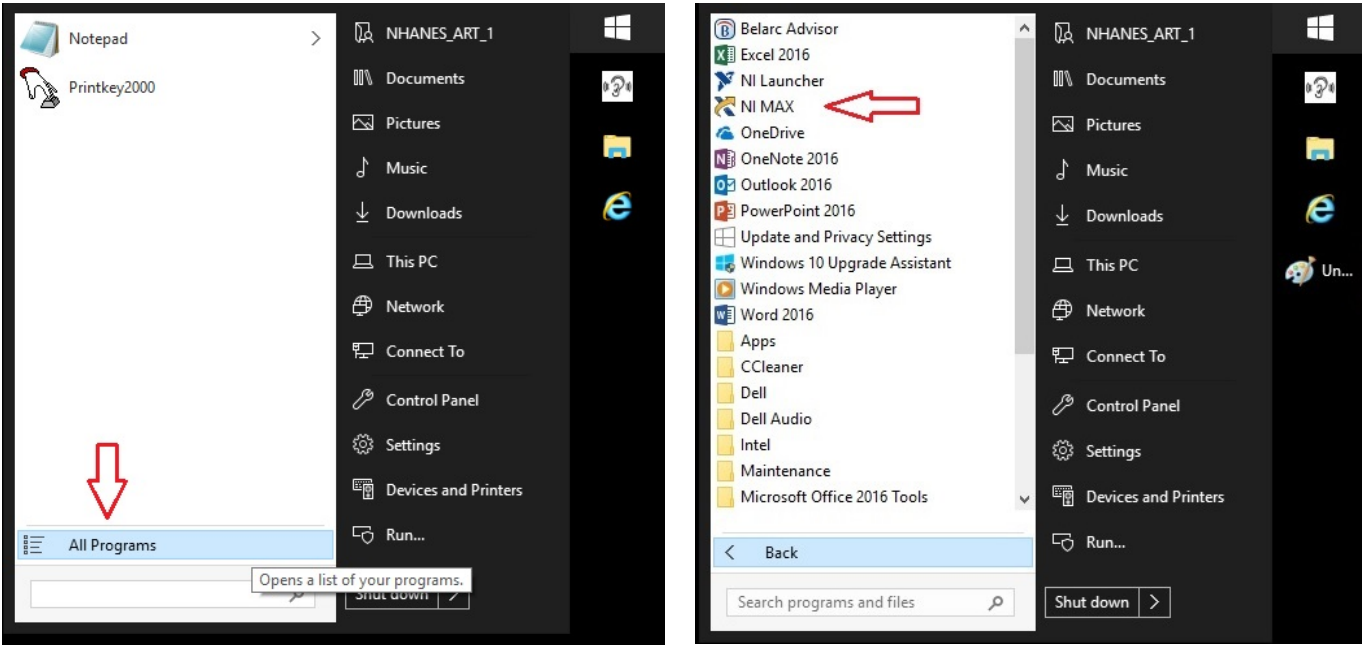 Notepad
Printkey2000
All Programs
Opens a list of your programs.
NHANES_ART_1
Documents
Pictures
Music
Downloads
This PC
Network
Connect To
Control Panel
Settings
Devices and Printers
Run...
Shut down
Belarc Advisor
Excel 2016
NI Launcher
NI MAX
OneDrive
OneNote 2016
Outlook 2016
PowerPoint 2016
Update and Privacy Settings
Windows 10 Upgrade Assistant
Windows Media Player
Word 2016
Apps
CCleaner
Dell
Dell Audio
Intel
Maintenance
Microsoft Office 2016 Tools
Back
Search programs and files
NHANES_ART_1
Documents
Pictures
Music
Downloads
This PC
Network
Connect To
Control Panel
Settings
Devices and Printers
Run...
Shut down
Un...